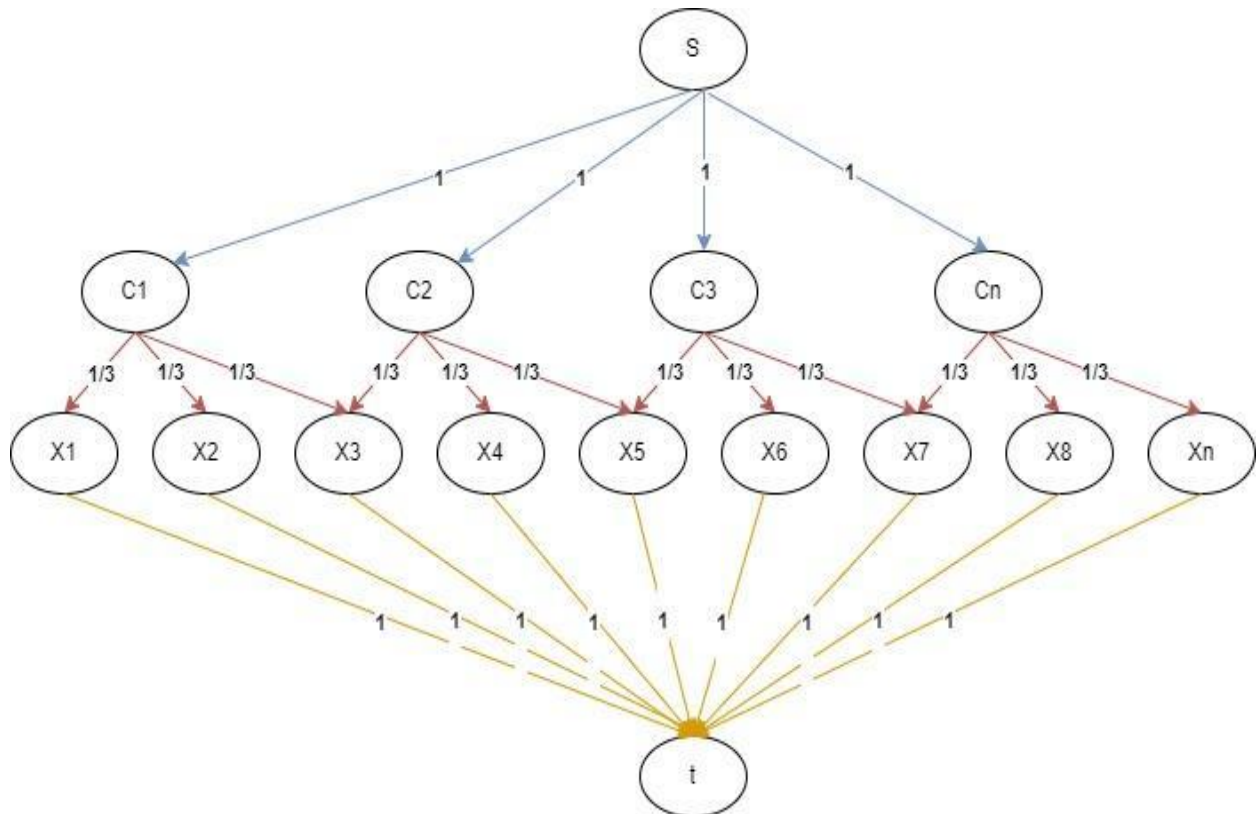 S
1 1 1 1
C1 C2 C3 Cn
1/3 1/3 1/3 1/3 1/3 1/3 1/3 1/3 1/3 1/3 1/3 1/3
X1 X2 X3 X4 X5 X6 X7 X8 Xn
1 1 1 1 1 1 1 1 1
t